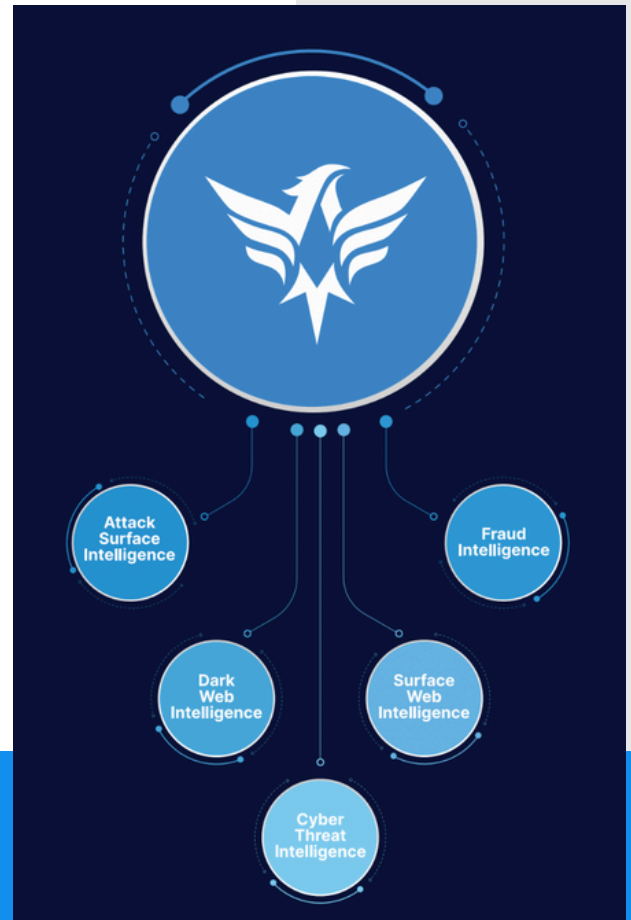 Attack
Surface
Intelligence
Fraud
Intelligence
Dark
Web
Intelligence
Surface
Web
Intelligence
Cyber
Threat
Intelligence